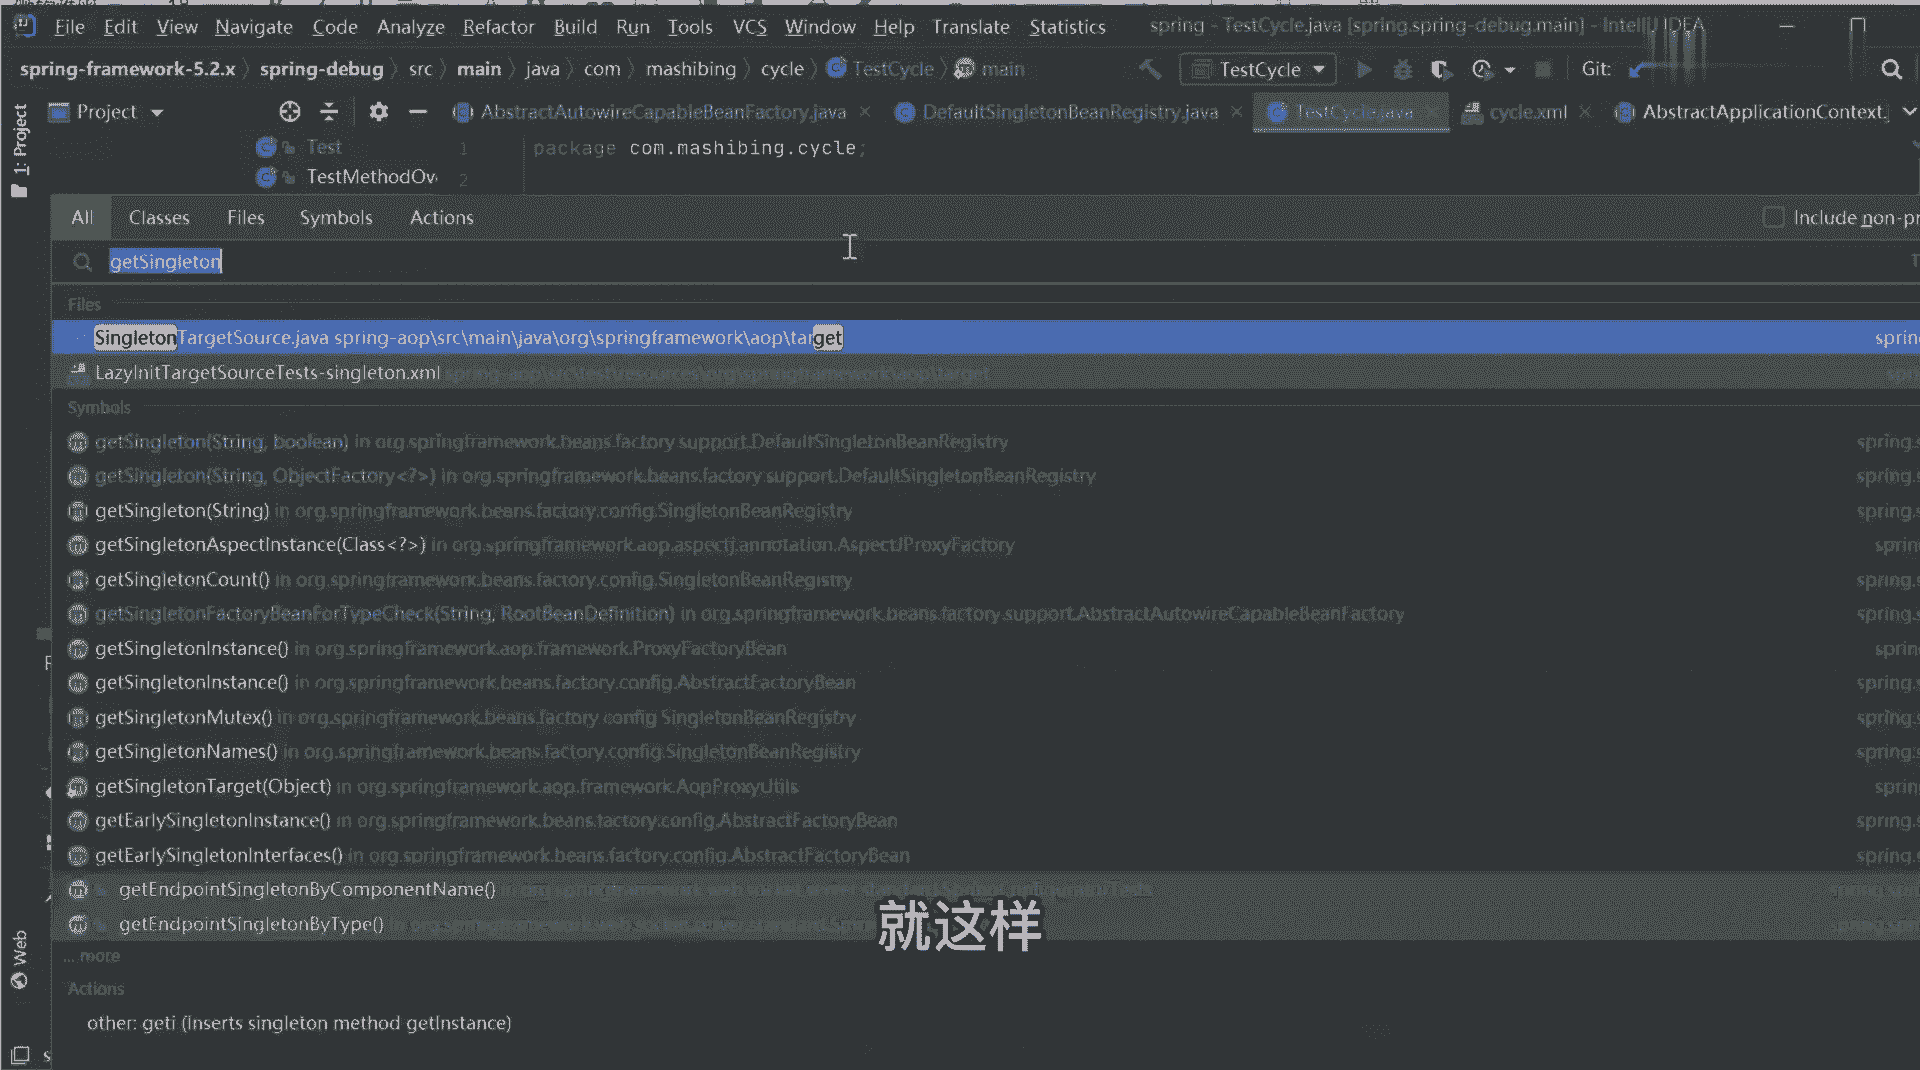 File Edit View Navigate Code Analyze Refactor Build Run Tools VCS Window Help Translate Statistics spring - TestCycle.java [spring.spring-debug.main] - IntelliJ IDEA
spring-framework-5.2.x spring-debug src main java com mashibing cycle TestCycle main TestCycle Git:
Project AbstractAutowireCapableBeanFactory.java DefaultSingletonBeanRegistry.java TestCycle.java cycle.xml AbstractApplicationContext.
1: Project
Test 1 package com.mashibing.cycle;
TestMethodOv 2
All Classes Files Symbols Actions Include non-pr
getSingleton
Files
SingletonTargetSource.java spring-aop\src\main\java\org\springframework\aop\target sprin
LazyInitTargetSourceTests-singleton.xml spring-aop\src\test\resources\org\springframework\aop\target spri
Symbols
getSingleton(String, boolean) in org.springframework.beans.factory.support.DefaultSingletonBeanRegistry spring.s
getSingleton(String, ObjectFactory<?>) in org.springframework.beans.factory.support.DefaultSingletonBeanRegistry spring.s
getSingleton(String) in org.springframework.beans.factory.config.SingletonBeanRegistry spring.s
getSingletonAspectInstance(Class<?>) in org.springframework.aop.aspectj.annotation.AspectJProxyFactory sprin
getSingletonCount() in org.springframework.beans.factory.config.SingletonBeanRegistry spring.s
getSingletonFactoryBeanForTypeCheck(String, RootBeanDefinition) in org.springframework.beans.factory.support.AbstractAutowireCapableBeanFactory spring.s
getSingletonInstance() in org.springframework.aop.framework.ProxyFactoryBean sprin
getSingletonInstance() in org.springframework.beans.factory.config.AbstractFactoryBean spring.s
getSingletonMutex() in org.springframework.beans.factory.config.SingletonBeanRegistry spring.s
getSingletonNames() in org.springframework.beans.factory.config.SingletonBeanRegistry spring.s
getSingletonTarget(Object) in org.springframework.aop.framework.AopProxyUtils sprin
getEarlySingletonInstance() in org.springframework.beans.factory.config.AbstractFactoryBean spring.s
getEarlySingletonInterfaces() in org.springframework.beans.factory.config.AbstractFactoryBean spring.s
getEndpointSingletonByComponentName()
getEndpointSingletonByType()
就这样
Web
... more
Actions
other: geti (Inserts singleton method getInstance)